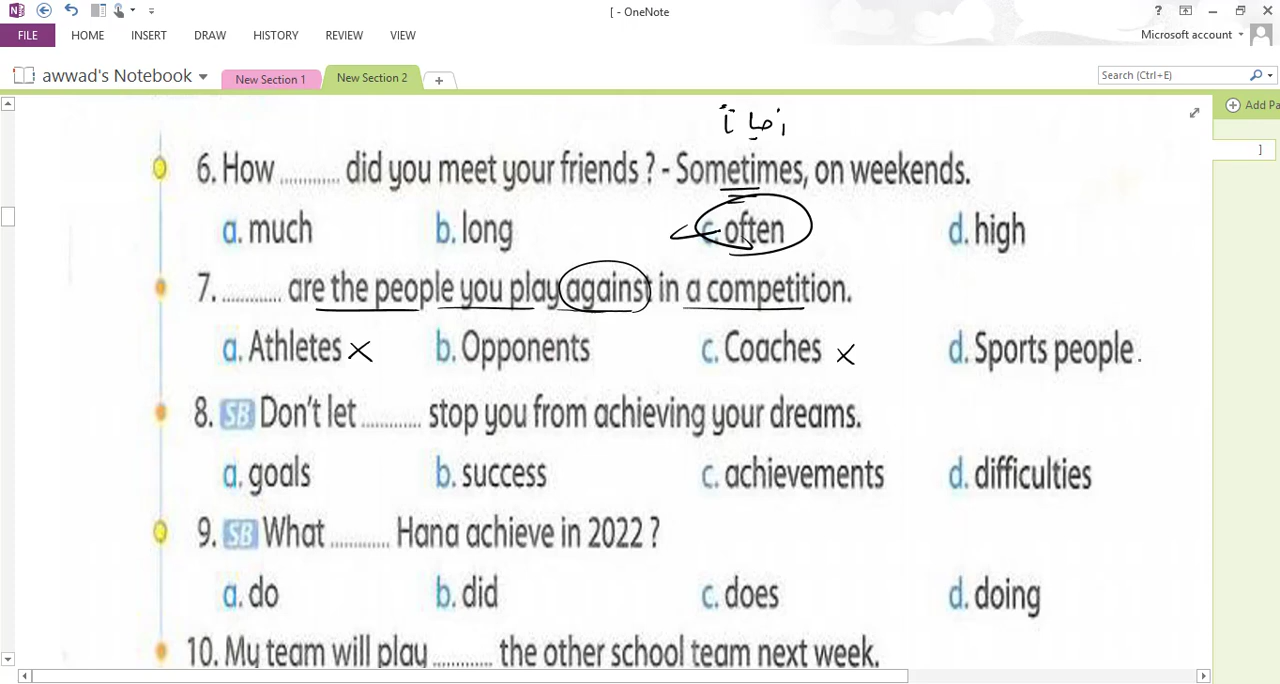 [ - OneNote
?
FILE HOME INSERT DRAW HISTORY REVIEW VIEW Microsoft account
awwad's Notebook New Section 1 New Section 2 + Search (Ctrl+E)
Add Pa
]
أحيانا
6. How ............ did you meet your friends ? - Sometimes, on weekends.
a. much b. long c. often d. high
7. ............ are the people you play against in a competition.
a. Athletes × b. Opponents c. Coaches × d. Sports people.
8. SB Don't let ............ stop you from achieving your dreams.
a. goals b. success c. achievements d. difficulties
9. SB What ............ Hana achieve in 2022 ?
a. do b. did c. does d. doing
10. My team will play ............ the other school team next week.